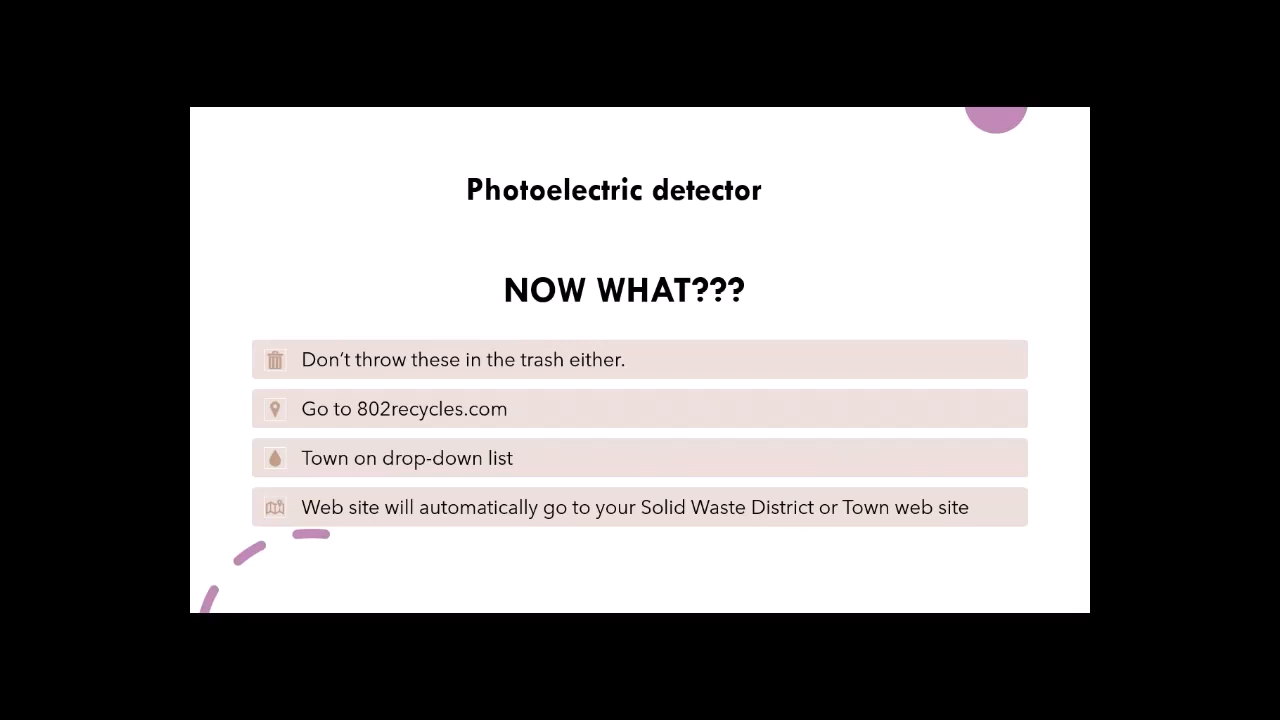 Photoelectric detector
NOW WHAT???
Don’t throw these in the trash either.
Go to 802recycles.com
Town on drop-down list
Web site will automatically go to your Solid Waste District or Town web site